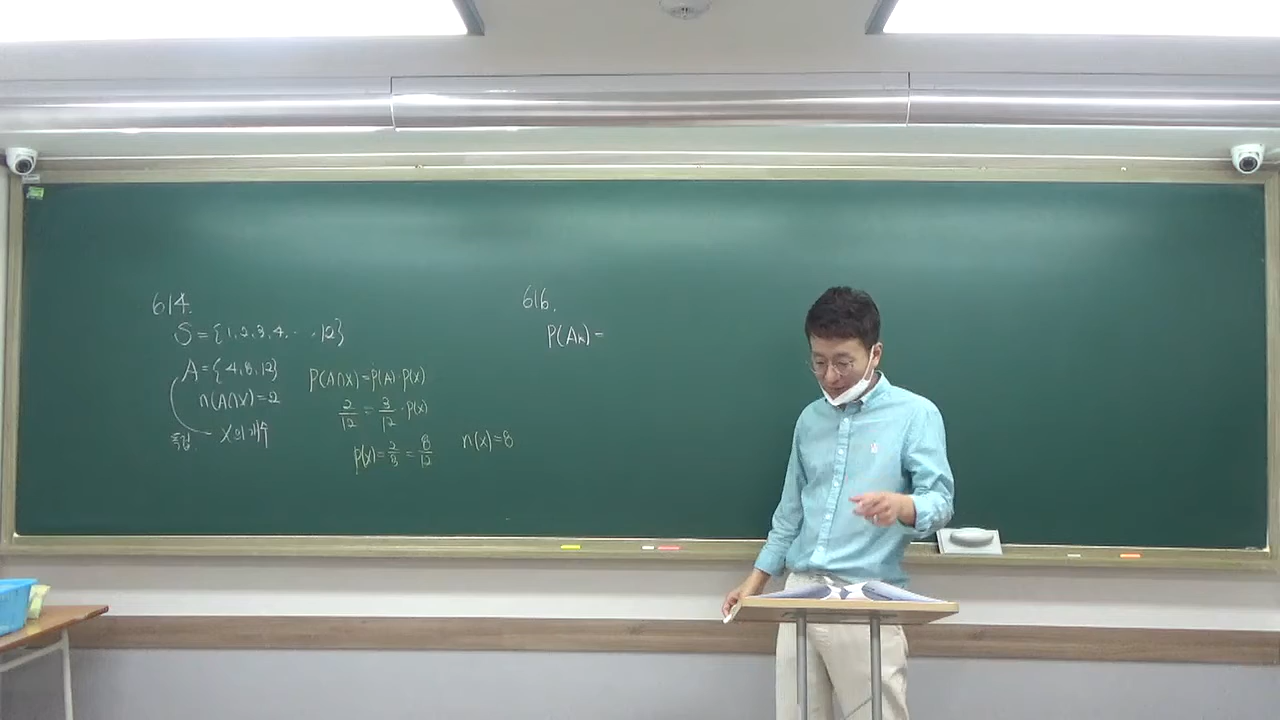 614.
S={1,2,3,4,⋯,12}
A={4,8,12}
n(A∩X)=2
독립 X의 개수
P(A∩X)=P(A)·P(X)
2/12=3/12·P(X)
P(X)=2/3=8/12
n(X)=8
616.
P(Aₖ)=